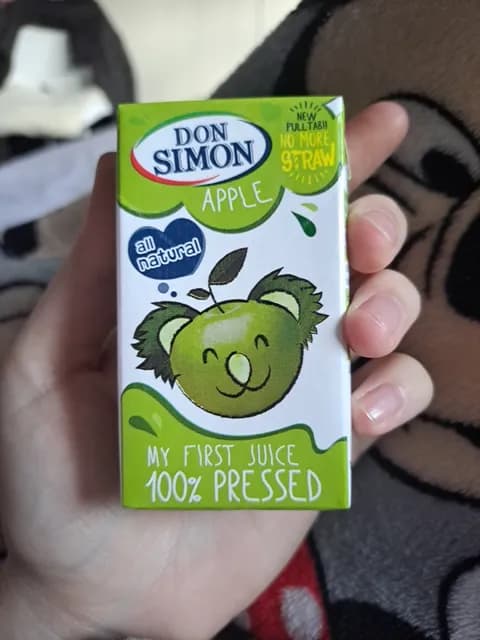 DON
SIMON
NEW
PULLTAB!!
NO MORE
STRAW
APPLE
all
natural
MY FIRST JUICE
100% PRESSED